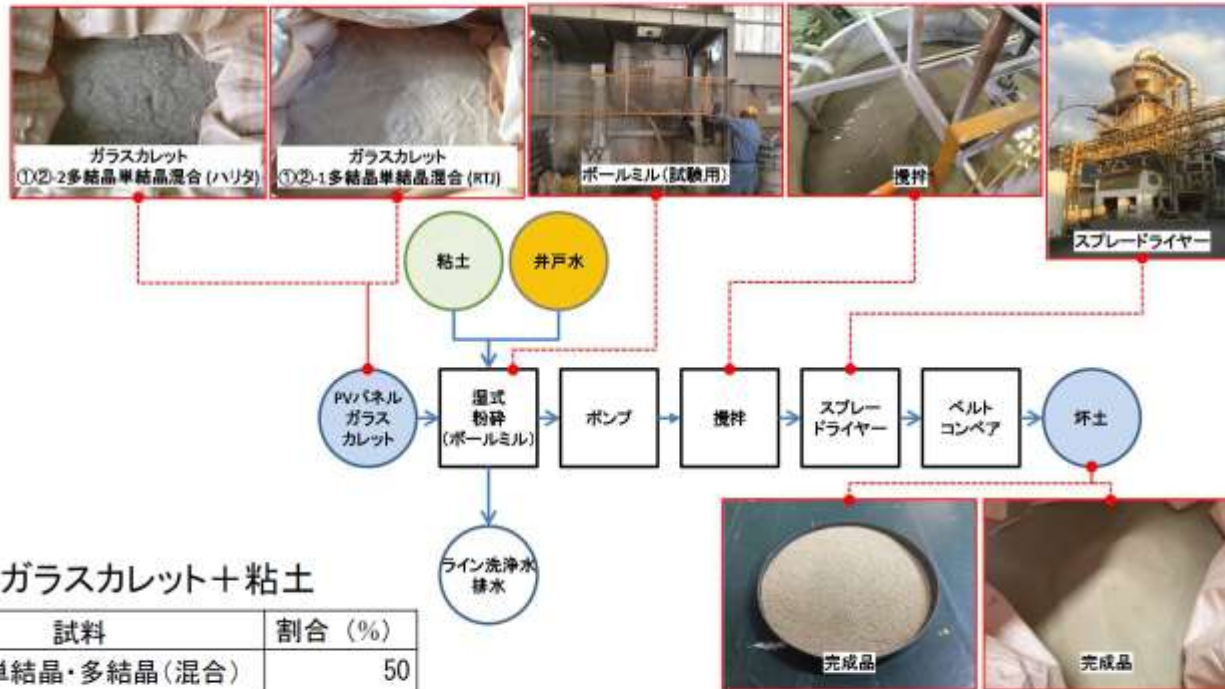 ガラスカレット
①②-2多結晶単結晶混合(ハリタ)
ガラスカレット
①②-1多結晶単結晶混合(RTJ)
ボールミル(試験用)
攪拌
スプレードライヤー
粘土
井戸水
PVパネル
ガラス
カレット
湿式
粉砕
(ボールミル)
ポンプ
攪拌
スプレー
ドライヤー
ベルト
コンベア
坏土
ライン洗浄水
排水
ガラスカレット＋粘土
試料
割合 (%)
単結晶・多結晶(混合)
50
完成品
完成品